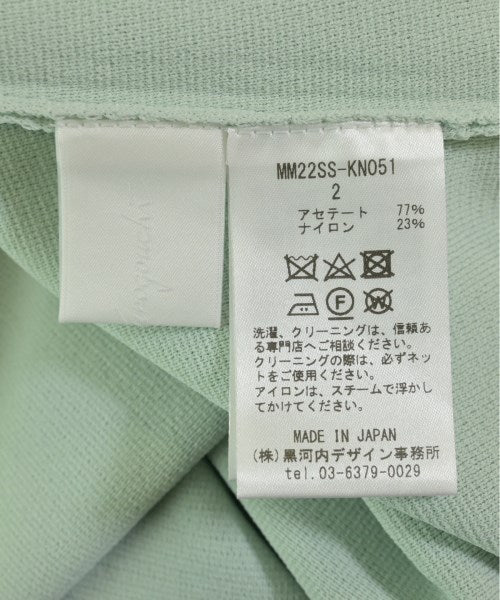 MM22SS-KN051
2
アセテート 77%
ナイロン 23%
F
W
洗濯、クリーニングは、信頼あ
る専門店へご相談ください。
クリーニングの際は、必ずネット
をご使用ください。
アイロンは、スチームで浮かし
てかけてください。
MADE IN JAPAN
(株)黒河内デザイン事務所
tel.03-6379-0029